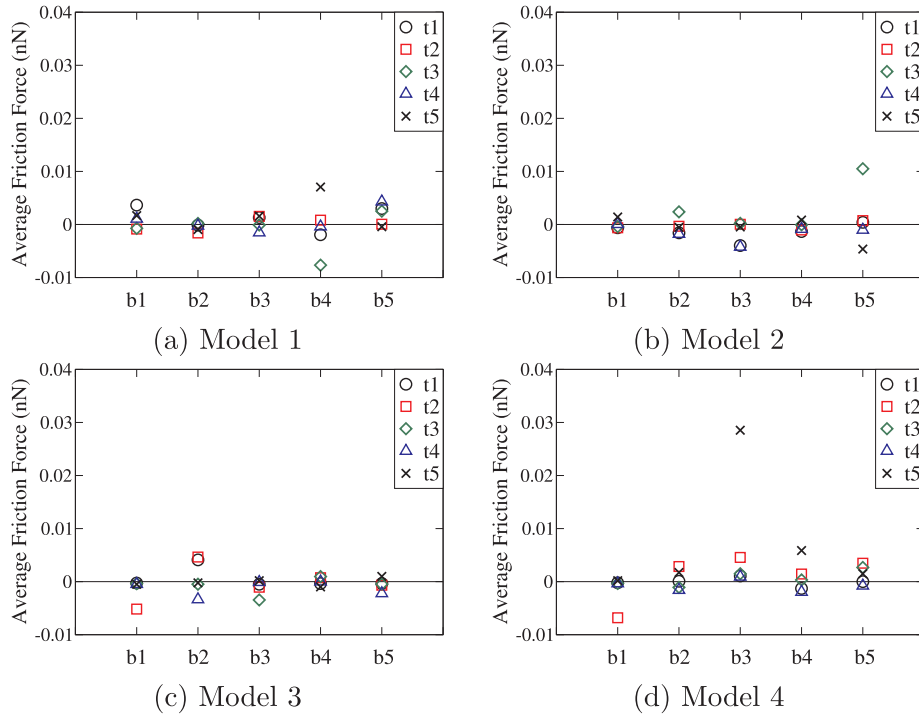 Average Friction Force (nN)
0.04
0.03
0.02
0.01
0
-0.01
t1
t2
t3
t4
t5
b1 b2 b3 b4 b5
(a) Model 1
Average Friction Force (nN)
0.04
0.03
0.02
0.01
0
-0.01
t1
t2
t3
t4
t5
b1 b2 b3 b4 b5
(b) Model 2
Average Friction Force (nN)
0.04
0.03
0.02
0.01
0
-0.01
t1
t2
t3
t4
t5
b1 b2 b3 b4 b5
(c) Model 3
Average Friction Force (nN)
0.04
0.03
0.02
0.01
0
-0.01
t1
t2
t3
t4
t5
b1 b2 b3 b4 b5
(d) Model 4